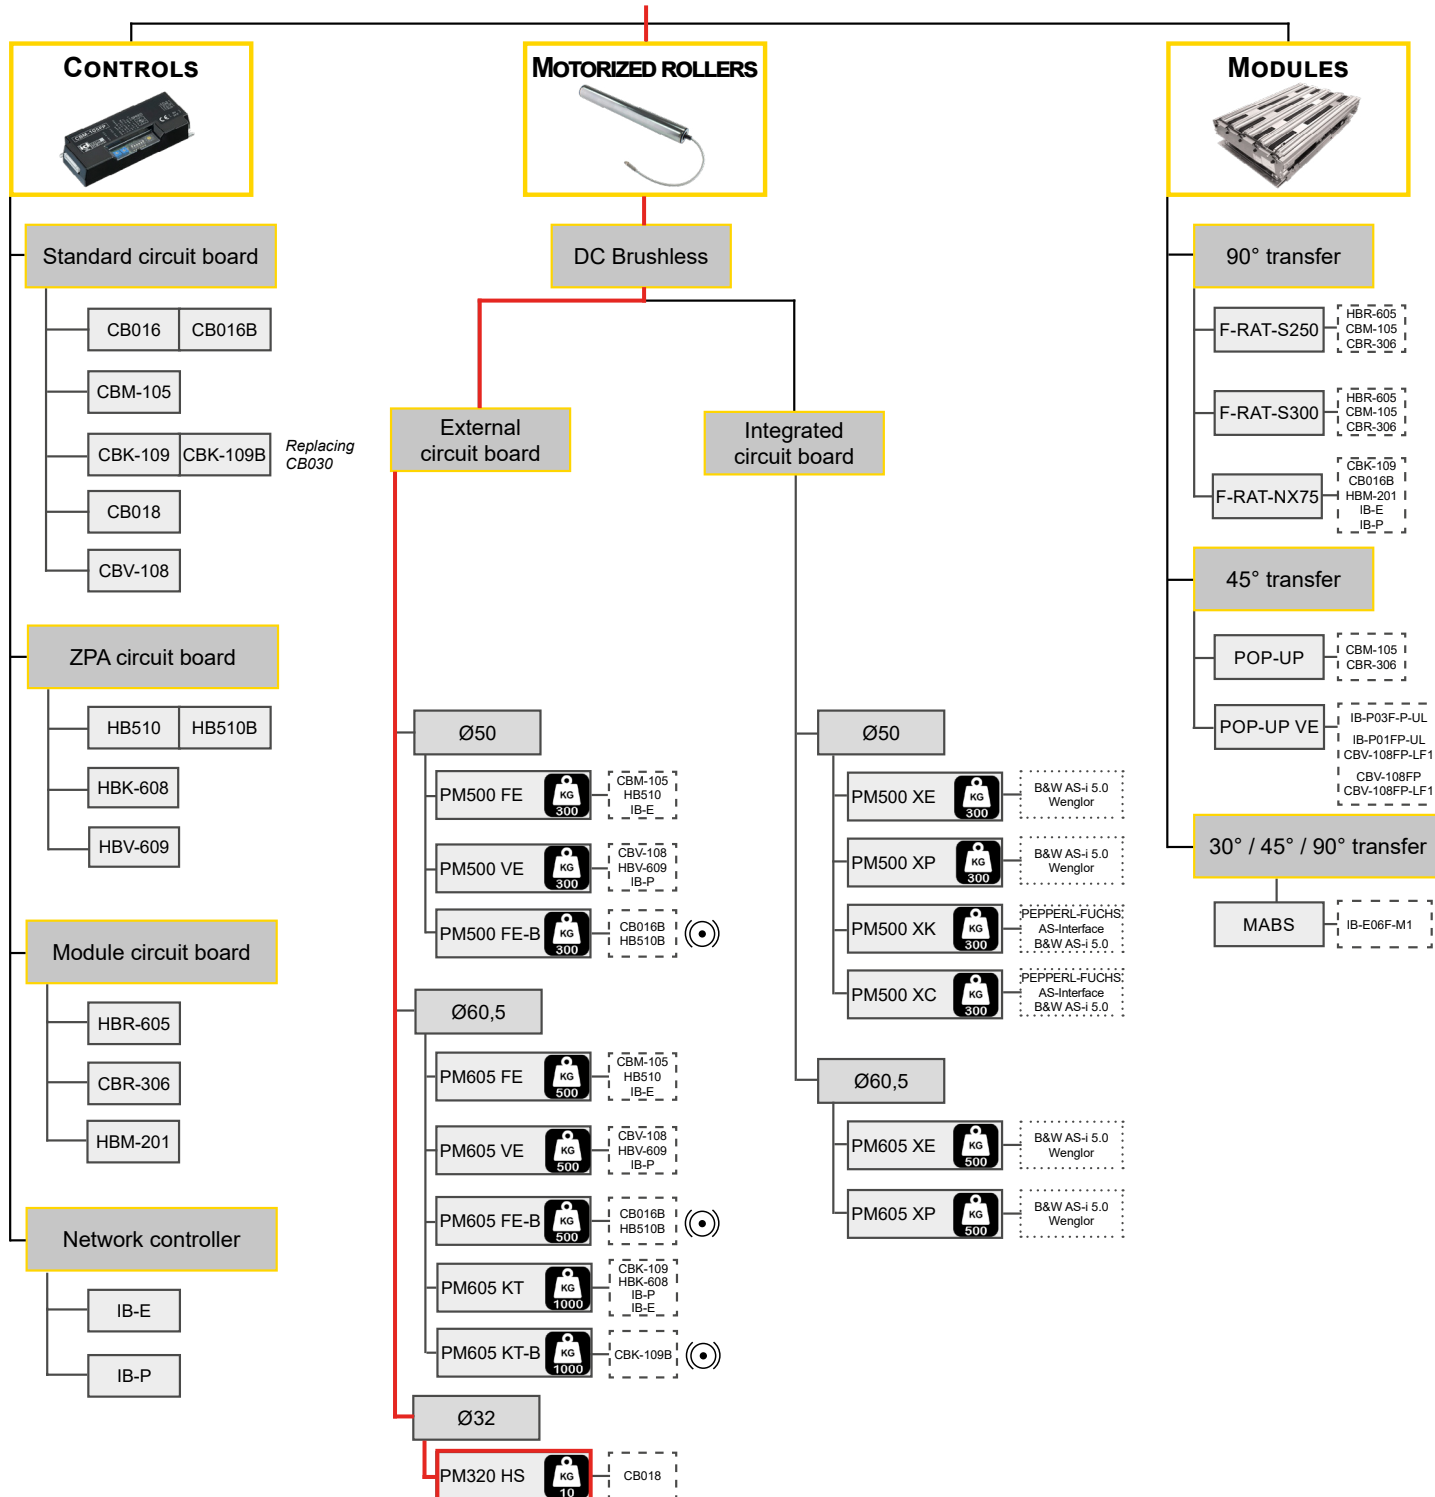 CONTROLS
CBM-105FP
Standard circuit board
CB016 CB016B
CBM-105
CBK-109 CBK-109B
Replacing
CB030
CB018
CBV-108
ZPA circuit board
HB510 HB510B
HBK-608
HBV-609
Module circuit board
HBR-605
CBR-306
HBM-201
Network controller
IB-E
IB-P
MOTORIZED ROLLERS
DC Brushless
External
circuit board
Ø50
PM500 FE KG 300
CBM-105
HB510
IB-E
PM500 VE KG 300
CBV-108
HBV-609
IB-P
PM500 FE-B KG 300
CB016B
HB510B
Ø60,5
PM605 FE KG 500
CBM-105
HB510
IB-E
PM605 VE KG 500
CBV-108
HBV-609
IB-P
PM605 FE-B KG 500
CB016B
HB510B
PM605 KT KG 1000
CBK-109
HBK-608
IB-P
IB-E
PM605 KT-B KG 1000
CBK-109B
Ø32
PM320 HS KG 10
CB018
Integrated
circuit board
Ø50
PM500 XE KG 300
B&W AS-i 5.0
Wenglor
PM500 XP KG 300
B&W AS-i 5.0
Wenglor
PM500 XK KG 300
PEPPERL-FUCHS
AS-Interface
B&W AS-i 5.0
PM500 XC KG 300
PEPPERL-FUCHS
AS-Interface
B&W AS-i 5.0
Ø60,5
PM605 XE KG 500
B&W AS-i 5.0
Wenglor
PM605 XP KG 500
B&W AS-i 5.0
Wenglor
MODULES
90° transfer
F-RAT-S250
HBR-605
CBM-105
CBR-306
F-RAT-S300
HBR-605
CBM-105
CBR-306
F-RAT-NX75
CBK-109
CB016B
HBM-201
IB-E
IB-P
45° transfer
POP-UP
CBM-105
CBR-306
POP-UP VE
IB-P03F-P-UL
IB-P01FP-UL
CBV-108FP-LF1
CBV-108FP
CBV-108FP-LF1
30° / 45° / 90° transfer
MABS
IB-E06F-M1